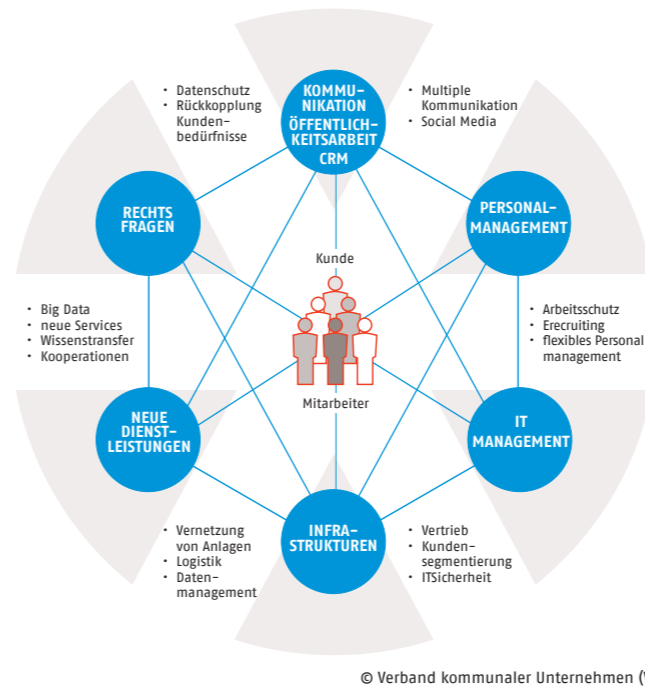 KOMMU-
NIKATION
ÖFFENTLICH-
KEITSARBEIT
CRM
• Datenschutz
• Rückkopplung
Kunden-
bedürfnisse
• Multiple
Kommunikation
• Social Media
RECHTS
FRAGEN
PERSONAL-
MANAGEMENT
Kunde
• Big Data
• neue Services
• Wissenstransfer
• Kooperationen
• Arbeitsschutz
• Erecruiting
• flexibles Personal
management
Mitarbeiter
NEUE
DIENST-
LEISTUNGEN
IT
MANAGEMENT
• Vernetzung
von Anlagen
• Logistik
• Daten-
management
INFRA-
STRUKTUREN
• Vertrieb
• Kunden-
segmentierung
• ITSicherheit
© Verband kommunaler Unternehmen (